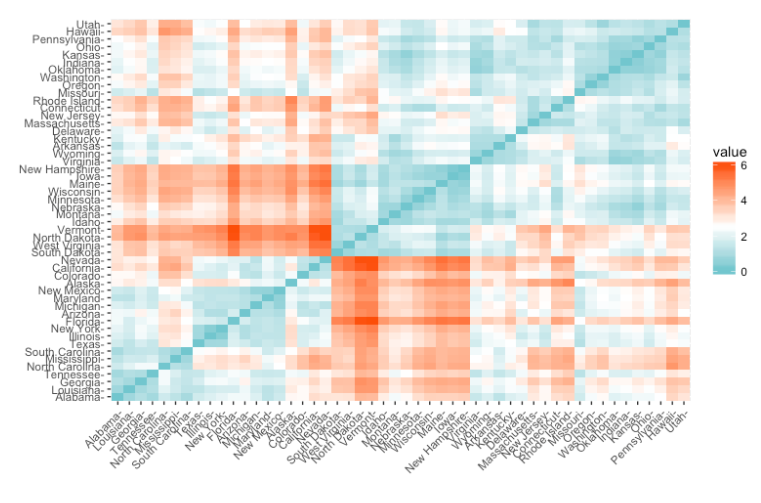 Utah-
Hawaii-
Pennsylvania-
Ohio-
Kansas-
Indiana-
Oklahoma-
Washington-
Oregon-
Missouri-
Rhode Island-
Connecticut-
New Jersey-
Massachusetts-
Delaware-
Kentucky-
Arkansas-
Wyoming-
Virginia-
New Hampshire-
Iowa-
Maine-
Wisconsin-
Minnesota-
Nebraska-
Montana-
Idaho-
Vermont-
North Dakota-
West Virginia-
South Dakota-
Nevada-
California-
Colorado-
Alaska-
New Mexico-
Maryland-
Michigan-
Arizona-
Florida-
New York-
Illinois-
Texas-
South Carolina-
Mississippi-
North Carolina-
Tennessee-
Georgia-
Louisiana-
Alabama-
Alabama-
Louisiana-
Georgia-
Tennessee-
North Carolina-
Mississippi-
South Carolina-
Texas-
Illinois-
New York-
Florida-
Arizona-
Michigan-
Maryland-
New Mexico-
Alaska-
Colorado-
California-
Nevada-
South Dakota-
West Virginia-
North Dakota-
Vermont-
Idaho-
Montana-
Nebraska-
Minnesota-
Wisconsin-
Maine-
Iowa-
New Hampshire-
Virginia-
Wyoming-
Arkansas-
Kentucky-
Delaware-
Massachusetts-
New Jersey-
Connecticut-
Rhode Island-
Missouri-
Oregon-
Washington-
Oklahoma-
Indiana-
Kansas-
Ohio-
Pennsylvania-
Hawaii-
Utah-
value
6
4
2
0